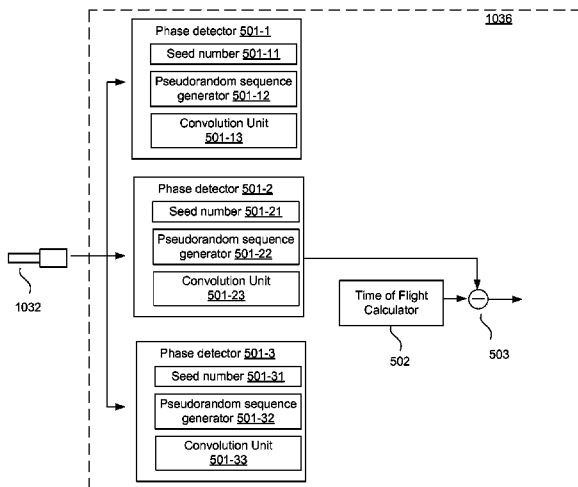 1036
Phase detector 501-1
Seed number 501-11
Pseudorandom sequence
generator 501-12
Convolution Unit
501-13
Phase detector 501-2
Seed number 501-21
Pseudorandom sequence
generator 501-22
Convolution Unit
501-23
1032
Time of Flight
Calculator
502
503
Phase detector 501-3
Seed number 501-31
Pseudorandom sequence
generator 501-32
Convolution Unit
501-33